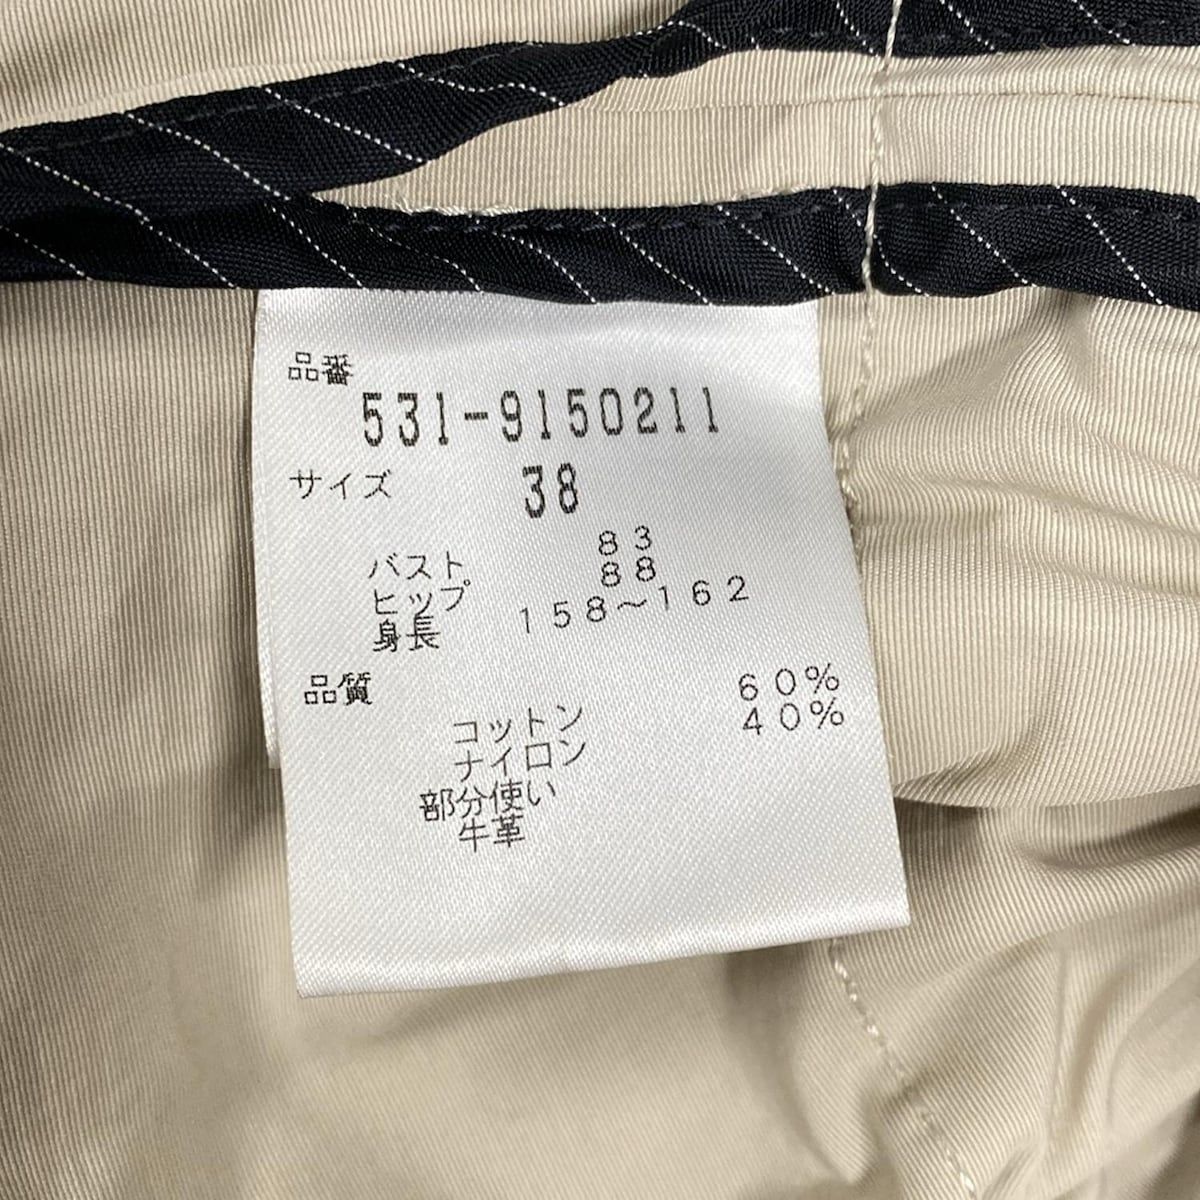 品番
531-9150211
サイズ 38
バスト 83
ヒップ 88
身長 158～162
品質
コットン 60%
ナイロン 40%
部分使い
牛革